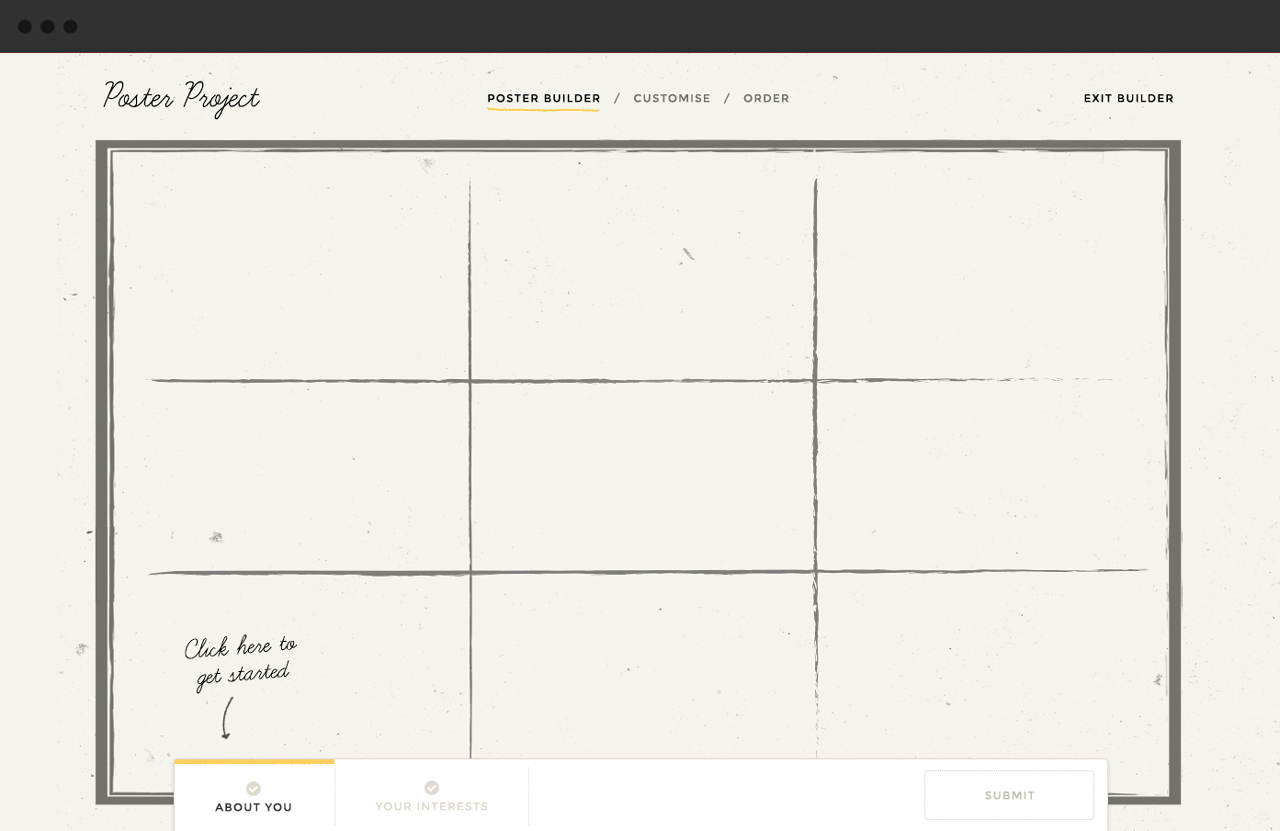 Poster Project
POSTER BUILDER / CUSTOMISE / ORDER
EXIT BUILDER
Click here to
get started
ABOUT YOU
YOUR INTERESTS
SUBMIT